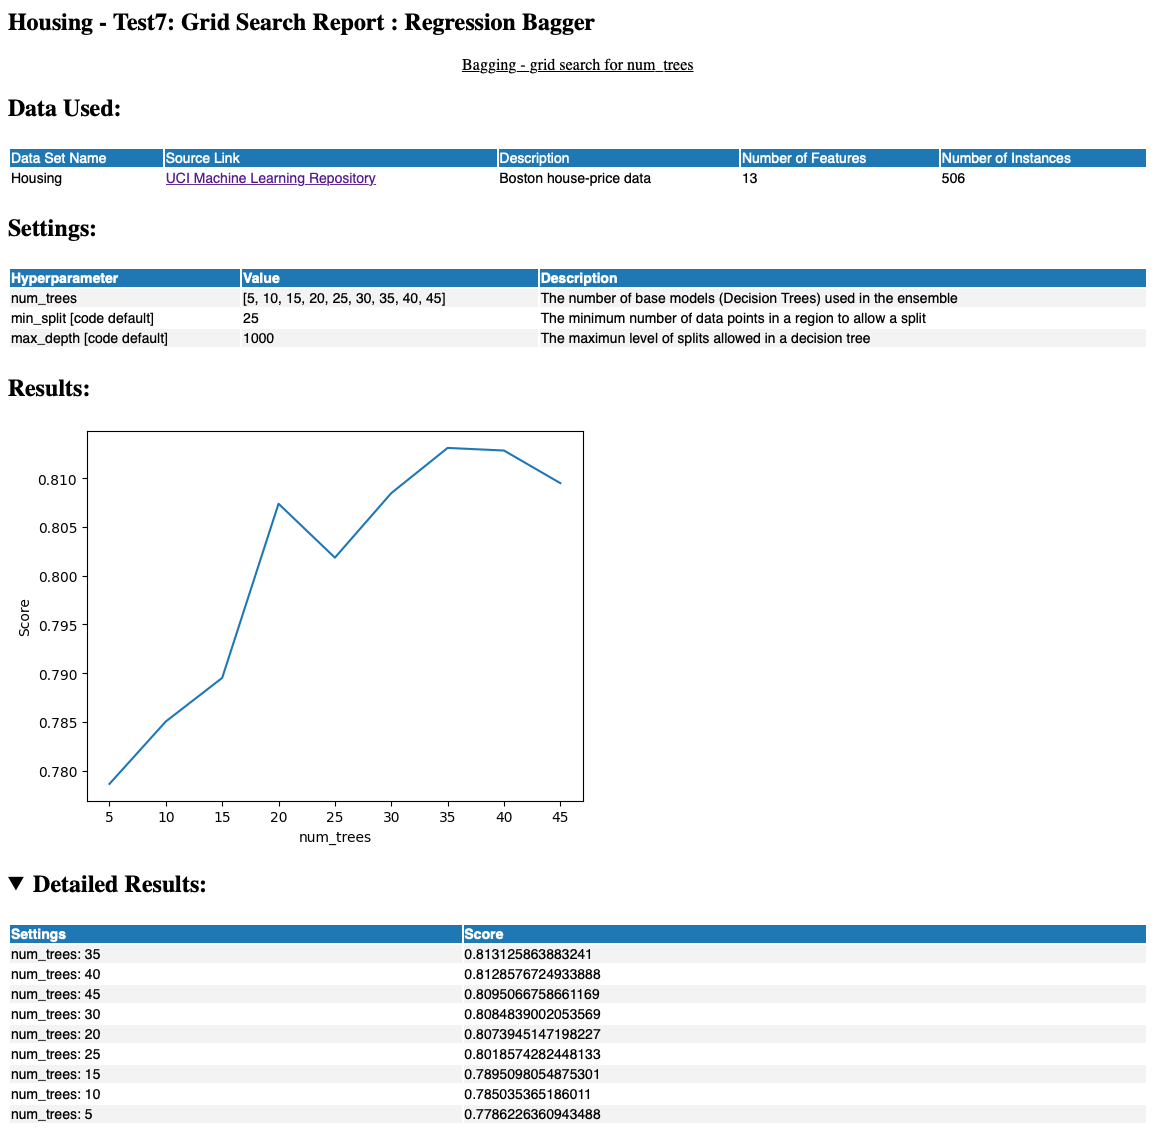 Housing - Test7: Grid Search Report : Regression Bagger
Bagging - grid search for num_trees
Data Used:
Data Set Name Source Link Description Number of Features Number of Instances
Housing UCI Machine Learning Repository Boston house-price data 13 506
Settings:
Hyperparameter Value Description
num_trees [5, 10, 15, 20, 25, 30, 35, 40, 45] The number of base models (Decision Trees) used in the ensemble
min_split [code default] 25 The minimum number of data points in a region to allow a split
max_depth [code default] 1000 The maximun level of splits allowed in a decision tree
Results:
0.810
0.805
0.800
0.795
0.790
0.785
0.780
Score
5 10 15 20 25 30 35 40 45
num_trees
▼ Detailed Results:
Settings Score
num_trees: 35 0.813125863883241
num_trees: 40 0.8128576724933888
num_trees: 45 0.8095066758661169
num_trees: 30 0.8084839002053569
num_trees: 20 0.8073945147198227
num_trees: 25 0.8018574282448133
num_trees: 15 0.7895098054875301
num_trees: 10 0.785035365186011
num_trees: 5 0.7786226360943488